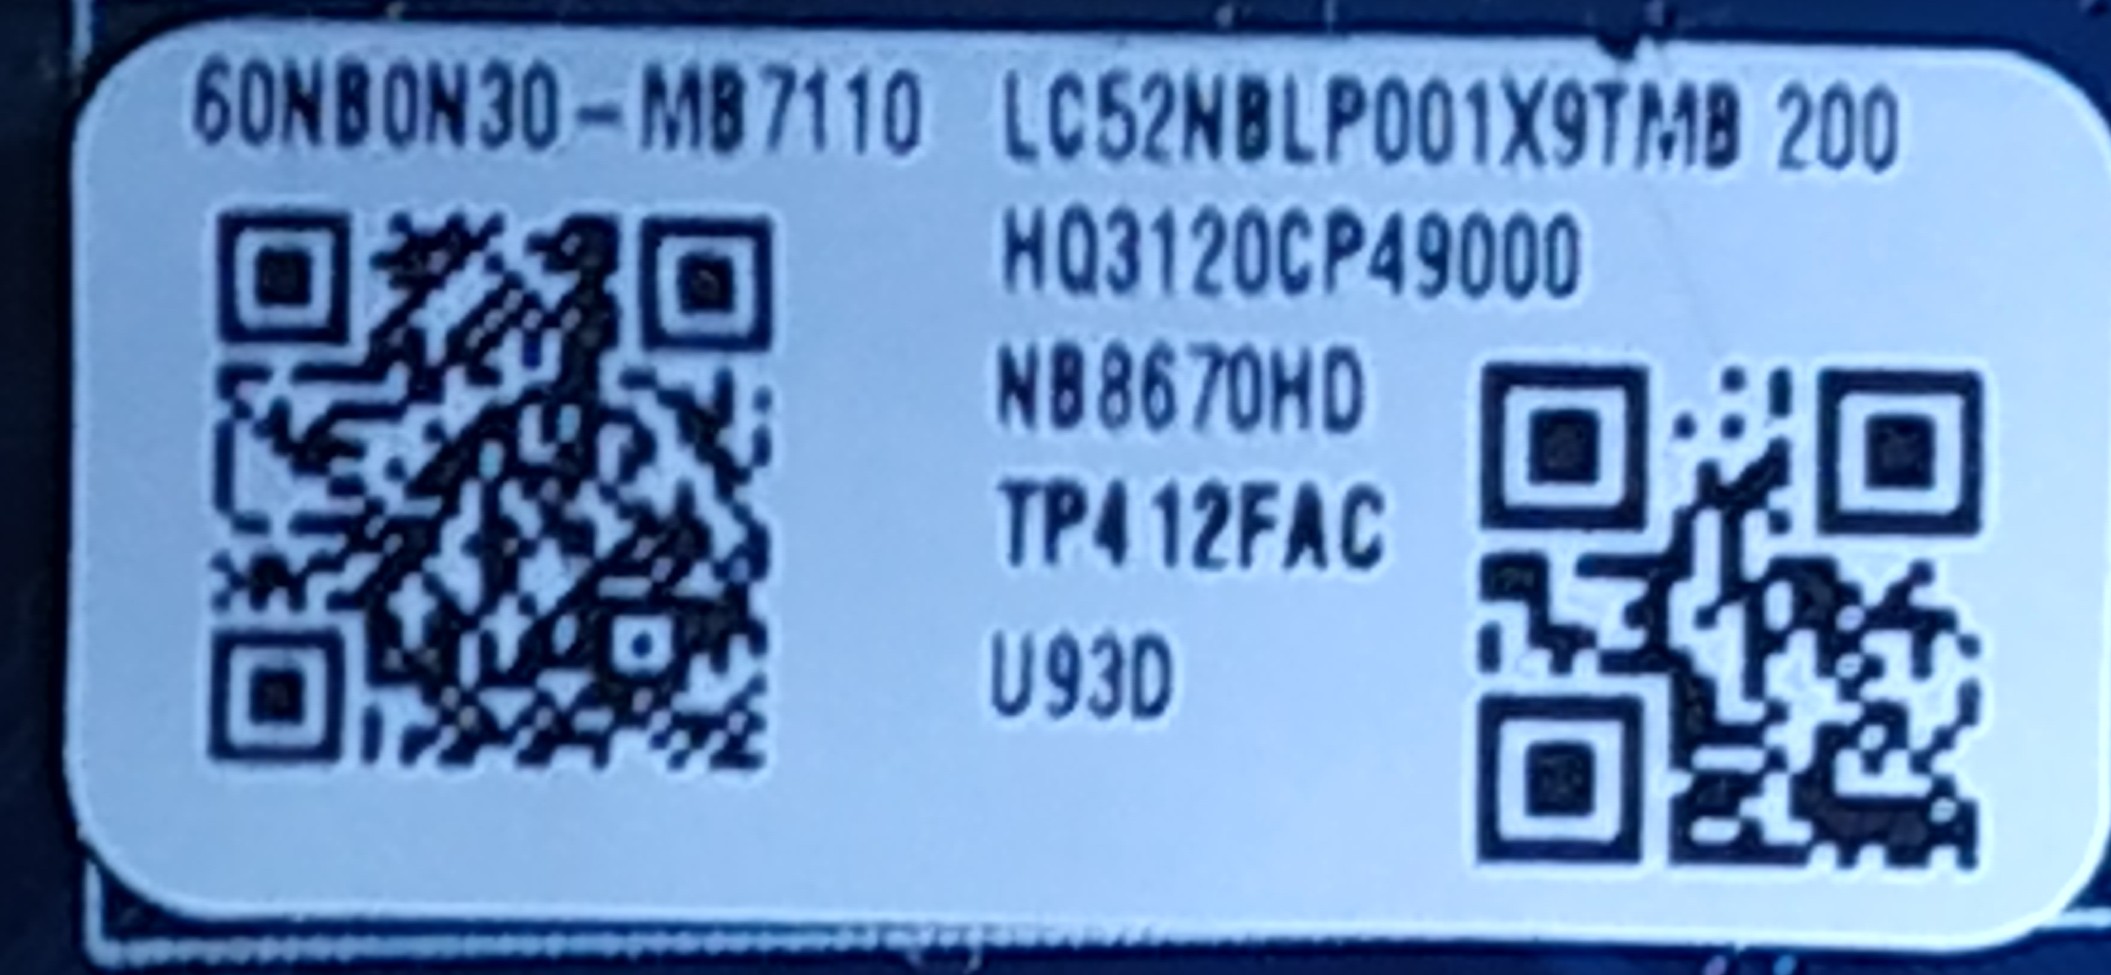 60NB0N30-MB7110 LC52NBLP001X9TMB 200
HQ3120CP49000
NB8670HD
TP412FAC
U93D